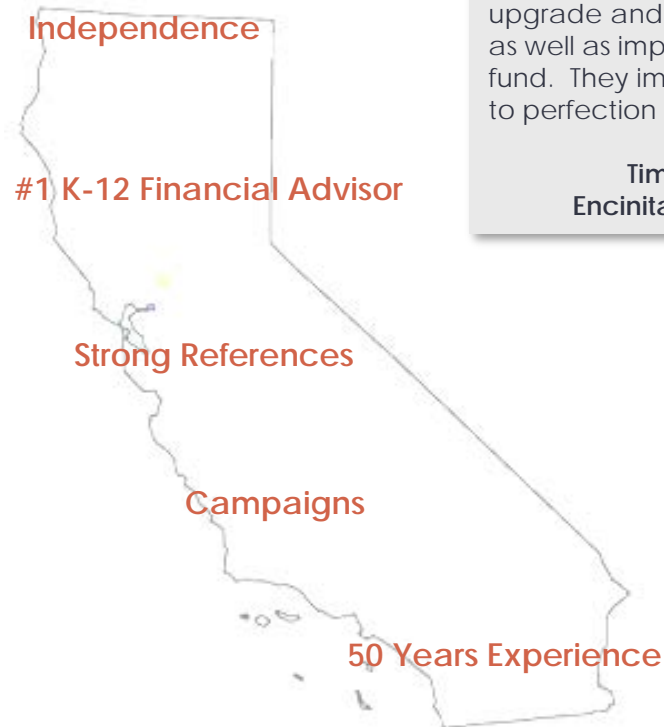 upgrade and
as well as imp
fund. They im
to perfection
Tim
Encinita
Independence
#1 K-12 Financial Advisor
Strong References
Campaigns
50 Years Experience